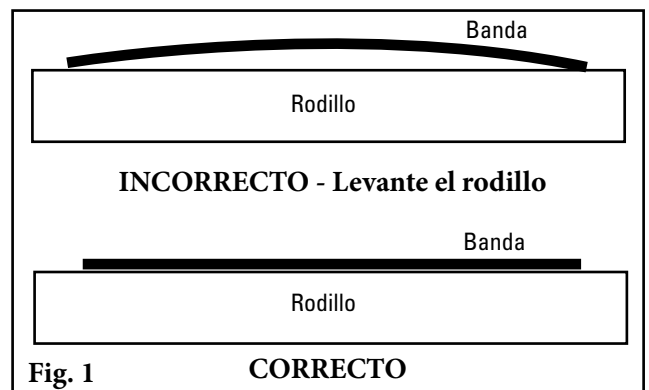 Banda
Rodillo
INCORRECTO - Levante el rodillo
Banda
Rodillo
Fig. 1 CORRECTO